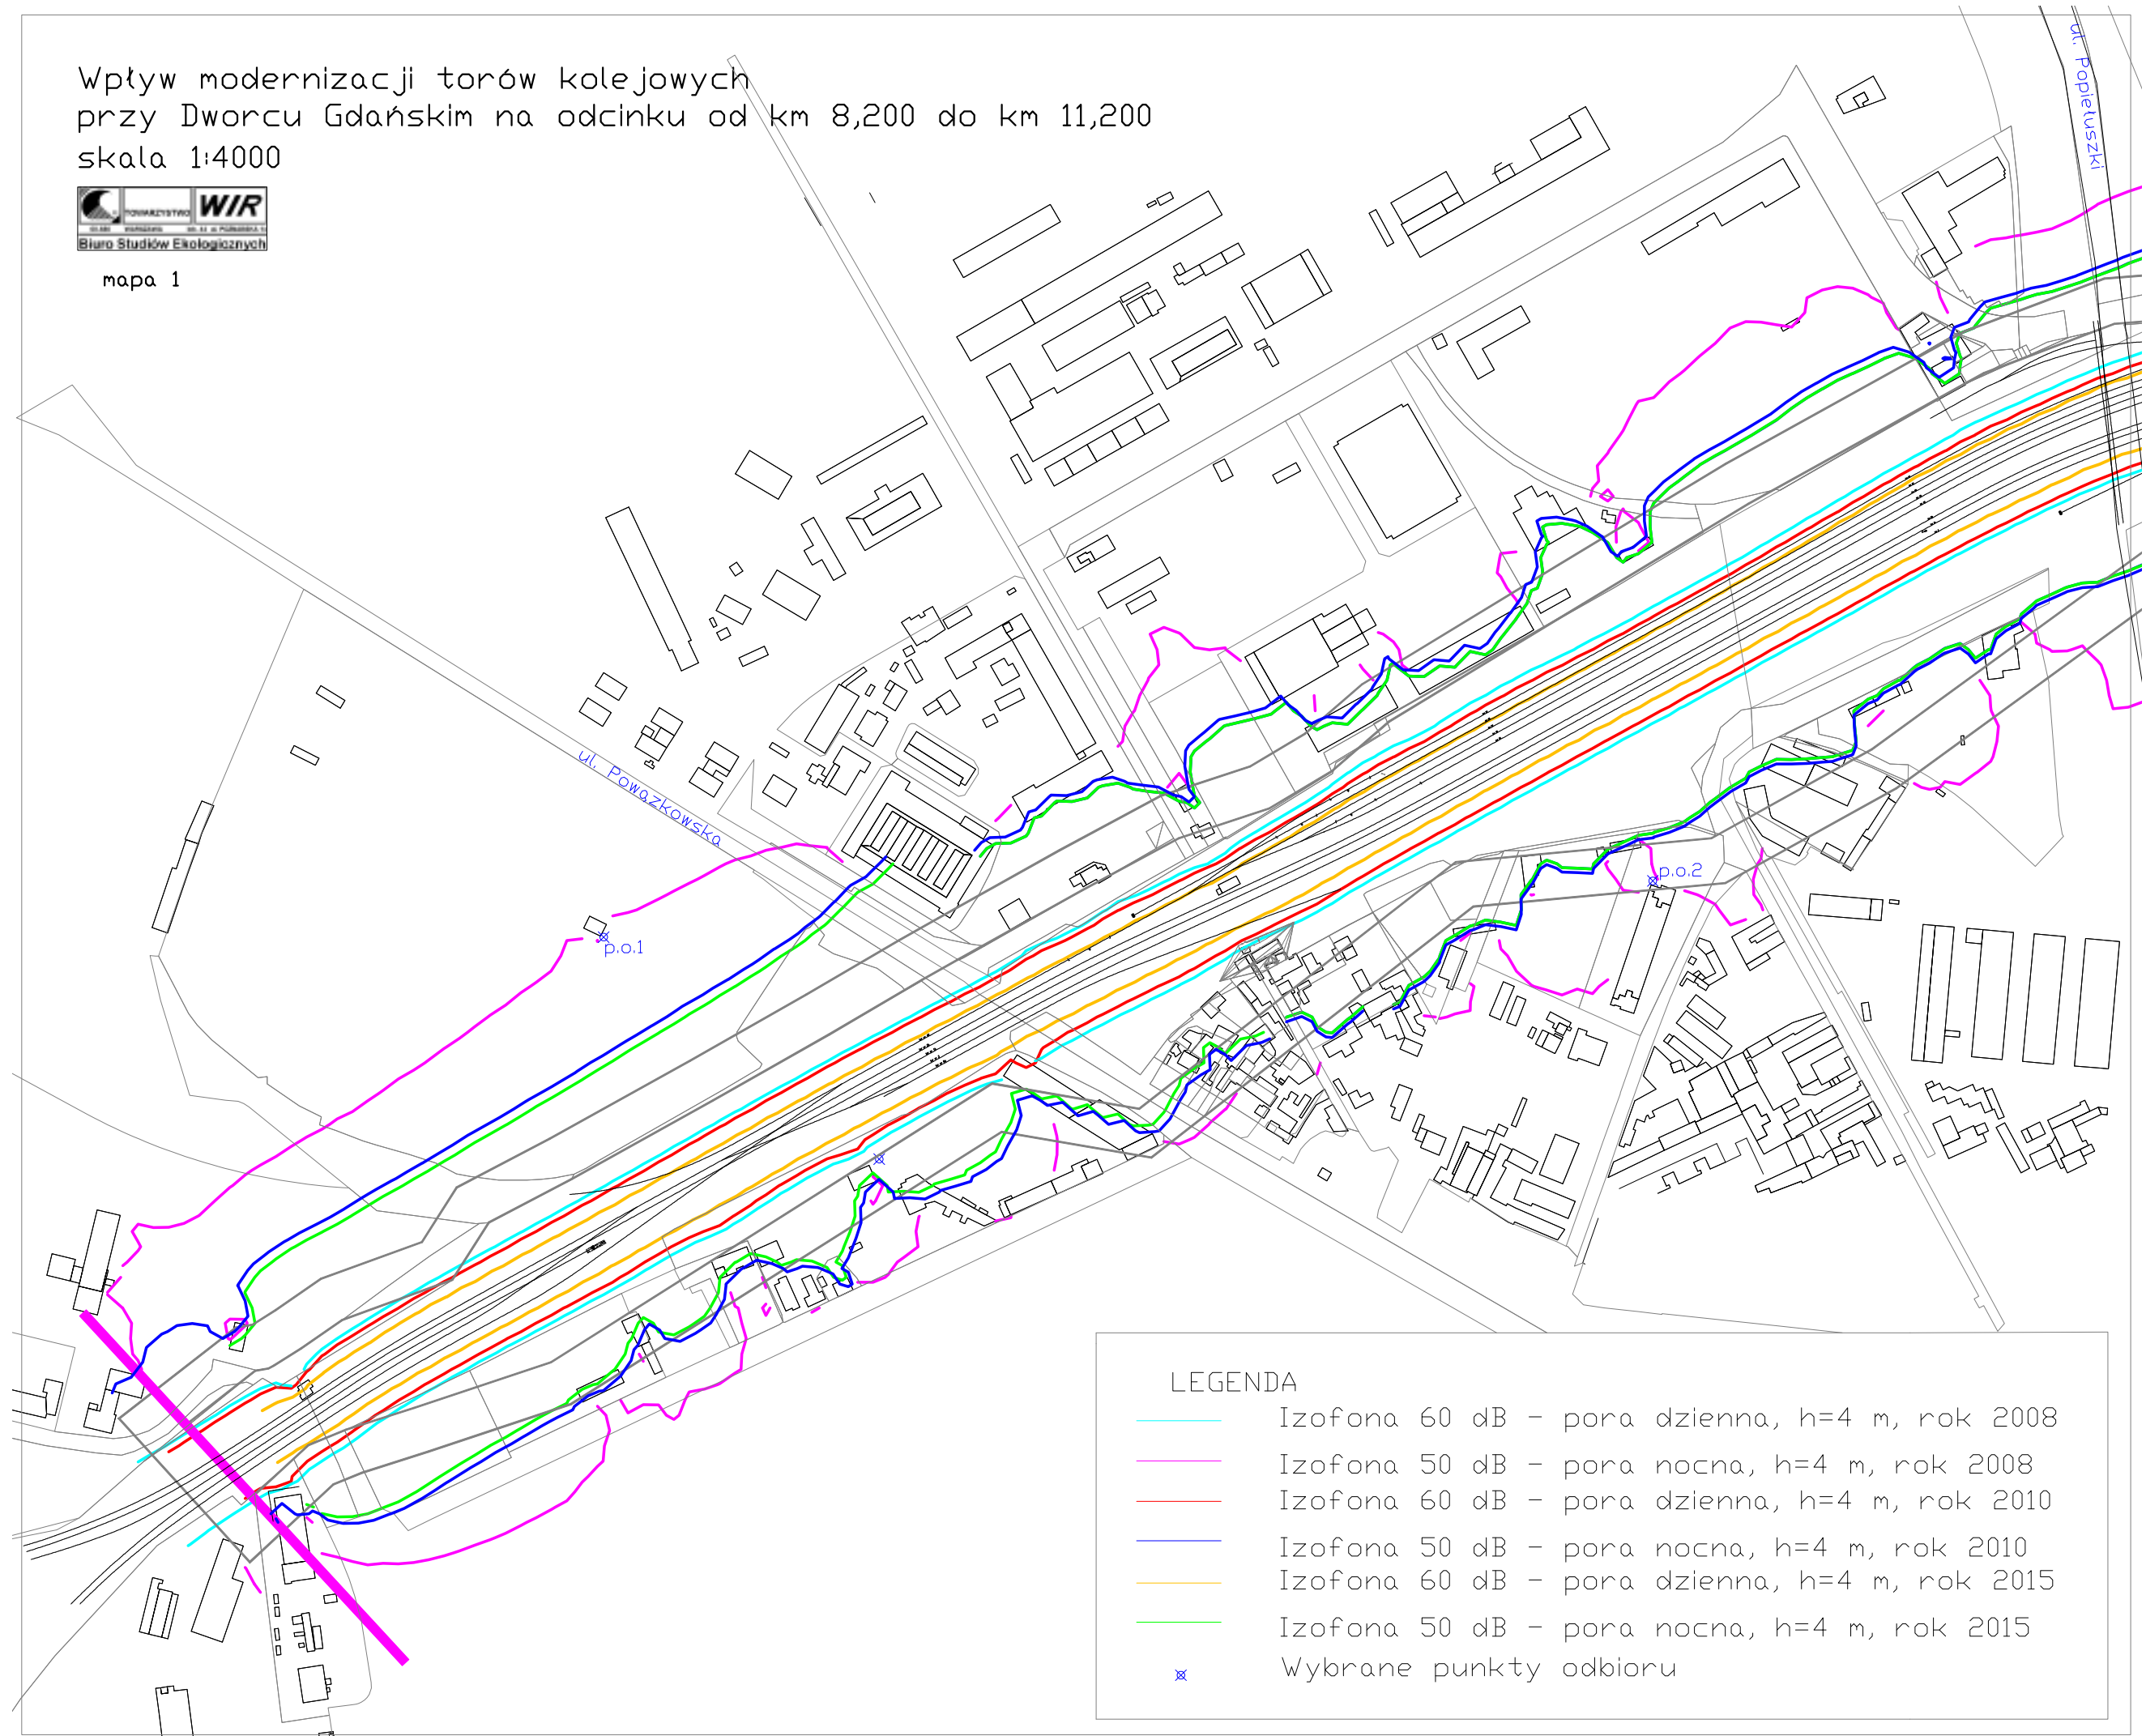 Wpływ modernizacji torów kolejowych
przy Dworcu Gdańskim na odcinku od km 8,200 do km 11,200
skala 1:4000
TOWARZYSTWO WIR
Biuro Studiów Ekologicznych
mapa 1
ul. Popiełuszki
ul. Powązkowska
p.o.1
p.o.2
LEGENDA
Izofona 60 dB - pora dzienna, h=4 m, rok 2008
Izofona 50 dB - pora nocna, h=4 m, rok 2008
Izofona 60 dB - pora dzienna, h=4 m, rok 2010
Izofona 50 dB - pora nocna, h=4 m, rok 2010
Izofona 60 dB - pora dzienna, h=4 m, rok 2015
Izofona 50 dB - pora nocna, h=4 m, rok 2015
Wybrane punkty odbioru